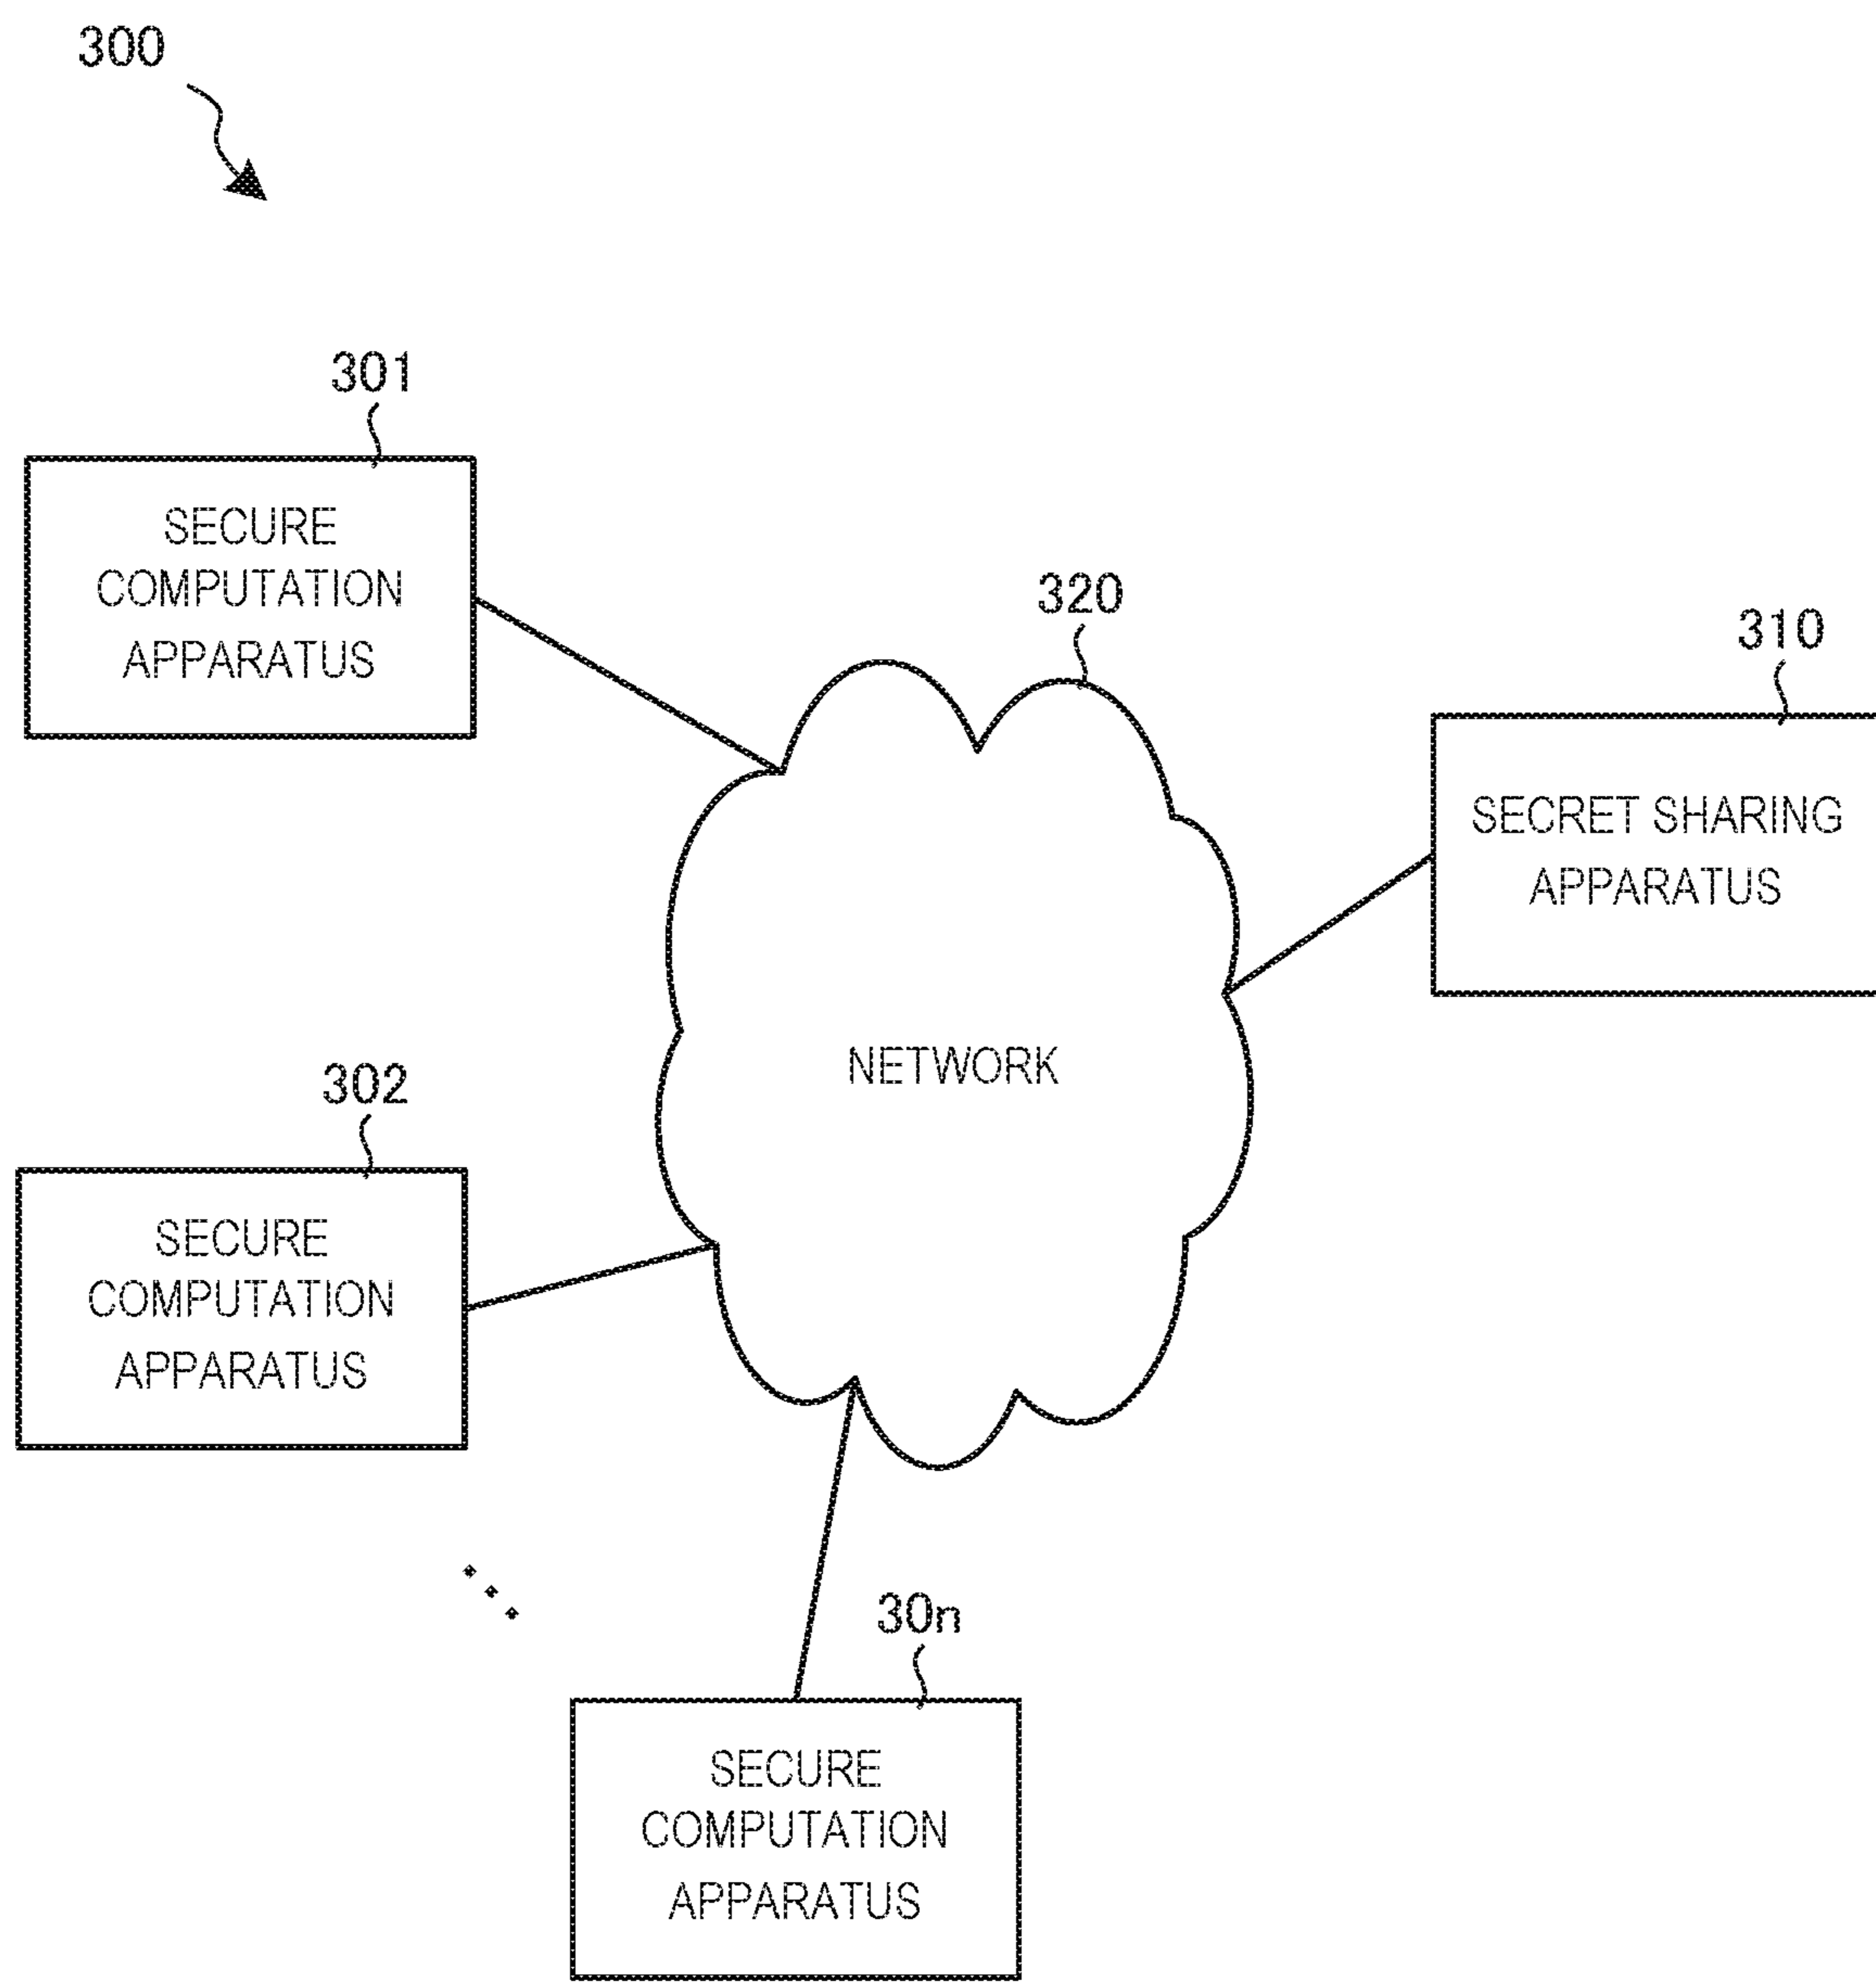 300
301
SECURE
COMPUTATION
APPARATUS
320
310
SECRET SHARING
APPARATUS
NETWORK
302
SECURE
COMPUTATION
APPARATUS
30n
SECURE
COMPUTATION
APPARATUS